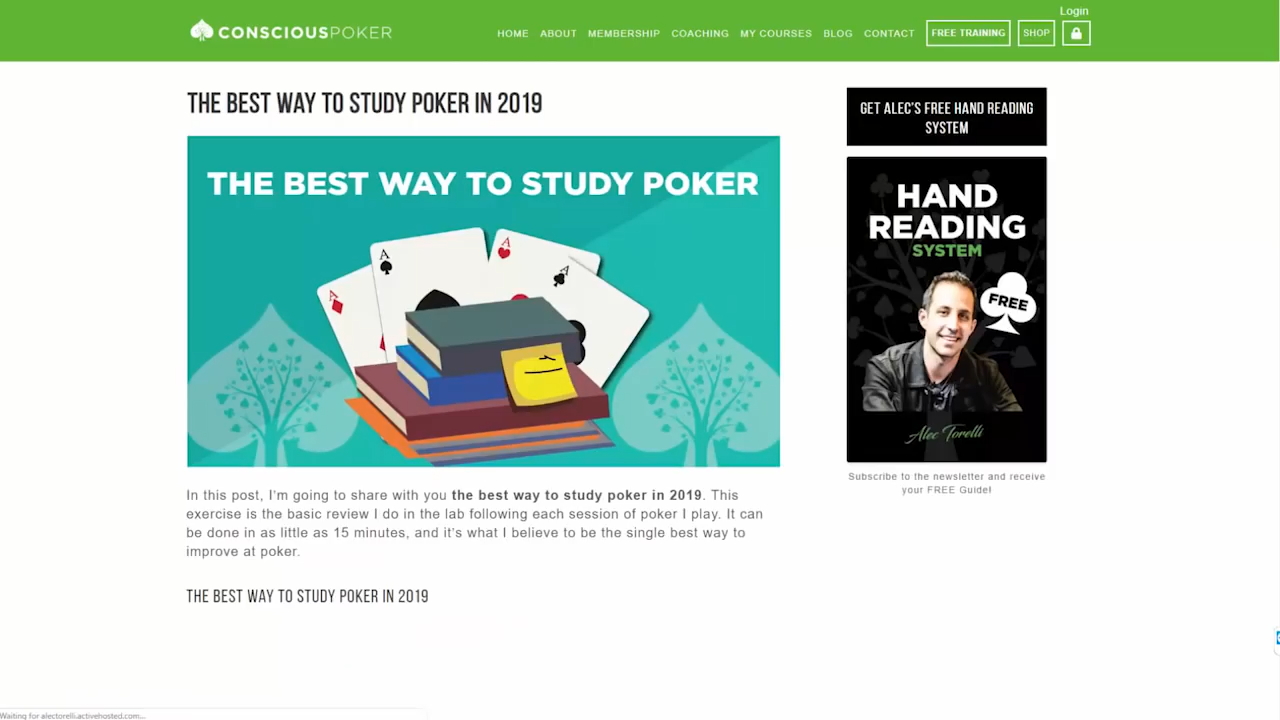 Login
CONSCIOUSPOKER
HOME ABOUT MEMBERSHIP COACHING MY COURSES BLOG CONTACT FREE TRAINING SHOP
THE BEST WAY TO STUDY POKER IN 2019
THE BEST WAY TO STUDY POKER
A
A
A
A
In this post, I'm going to share with you the best way to study poker in 2019. This
exercise is the basic review I do in the lab following each session of poker I play. It can
be done in as little as 15 minutes, and it's what I believe to be the single best way to
improve at poker.
THE BEST WAY TO STUDY POKER IN 2019
GET ALEC'S FREE HAND READING
SYSTEM
HAND
READING
SYSTEM
FREE
Alec Torelli
Subscribe to the newsletter and receive
your FREE Guide!
Waiting for alectorelli.activehosted.com...